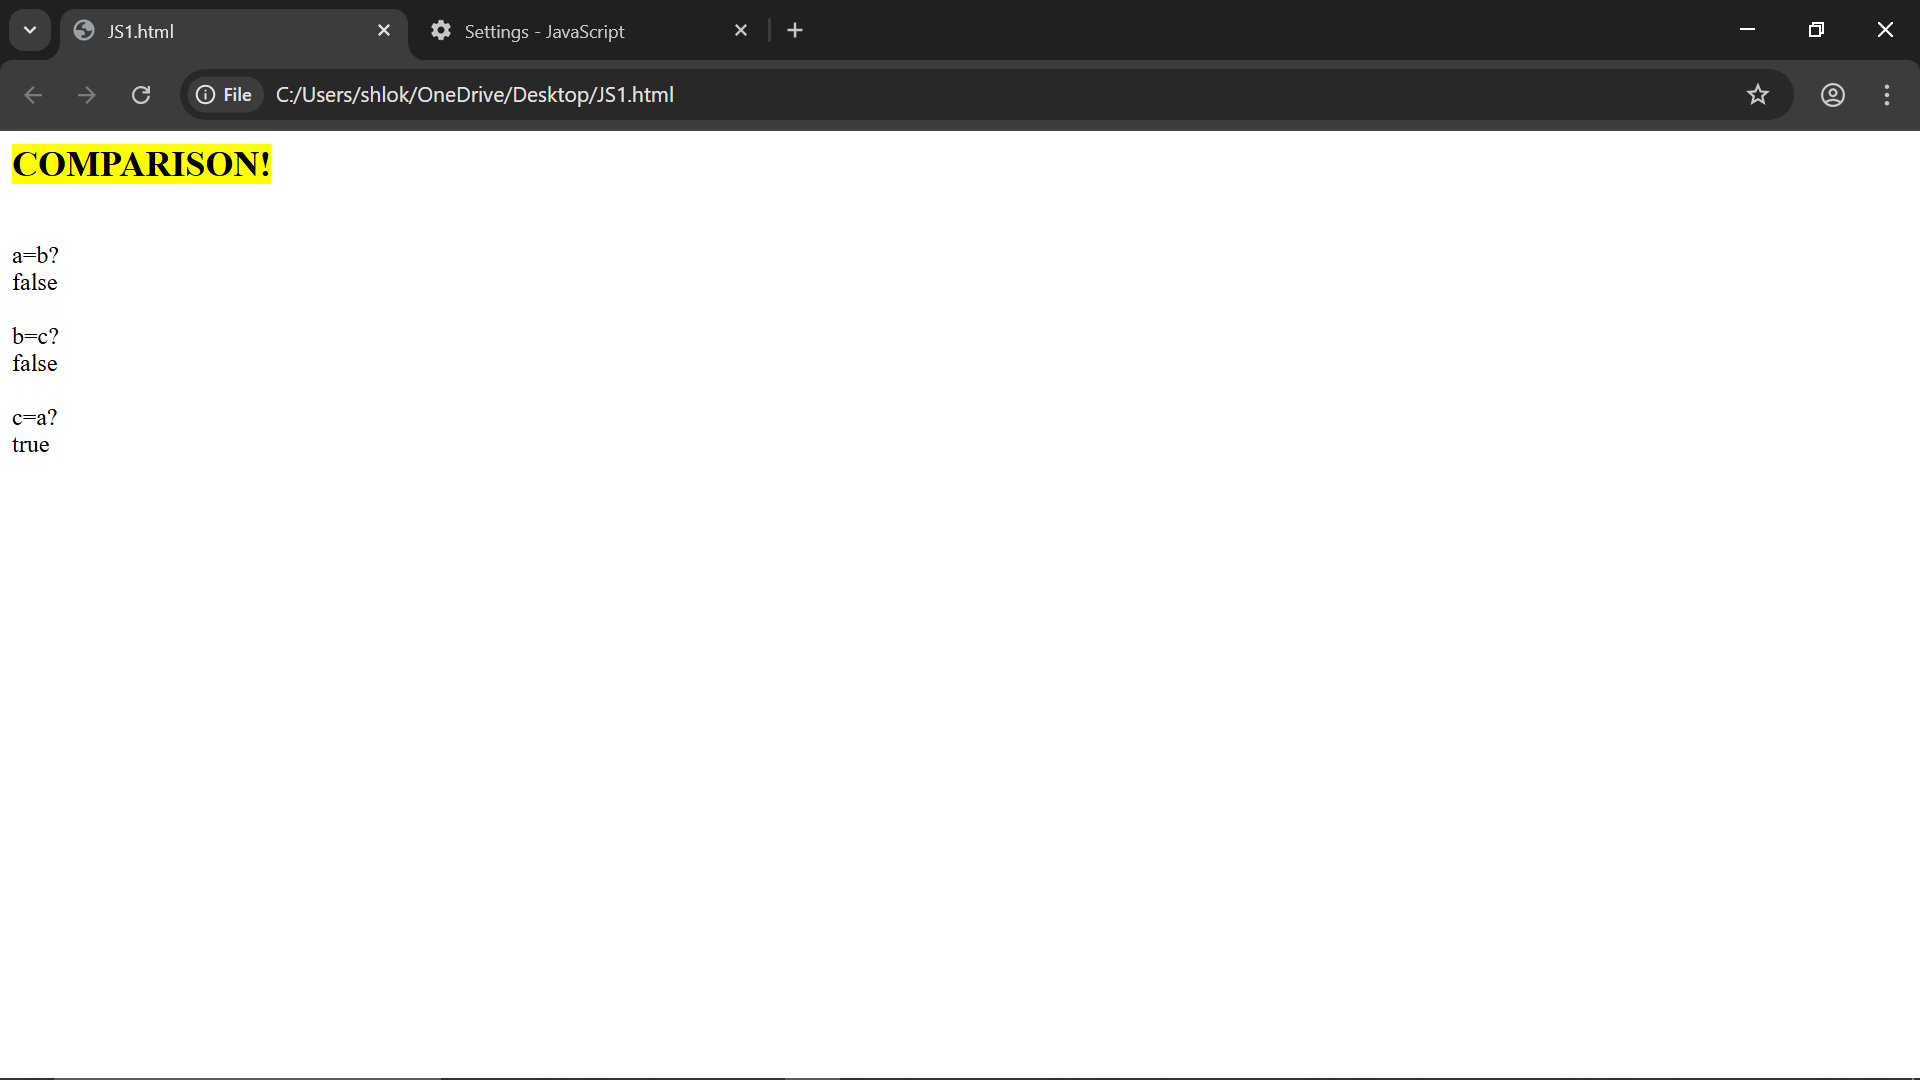 JS1.html
Settings - JavaScript
File
C:/Users/shlok/OneDrive/Desktop/JS1.html
COMPARISON!
a=b?
false
b=c?
false
c=a?
true